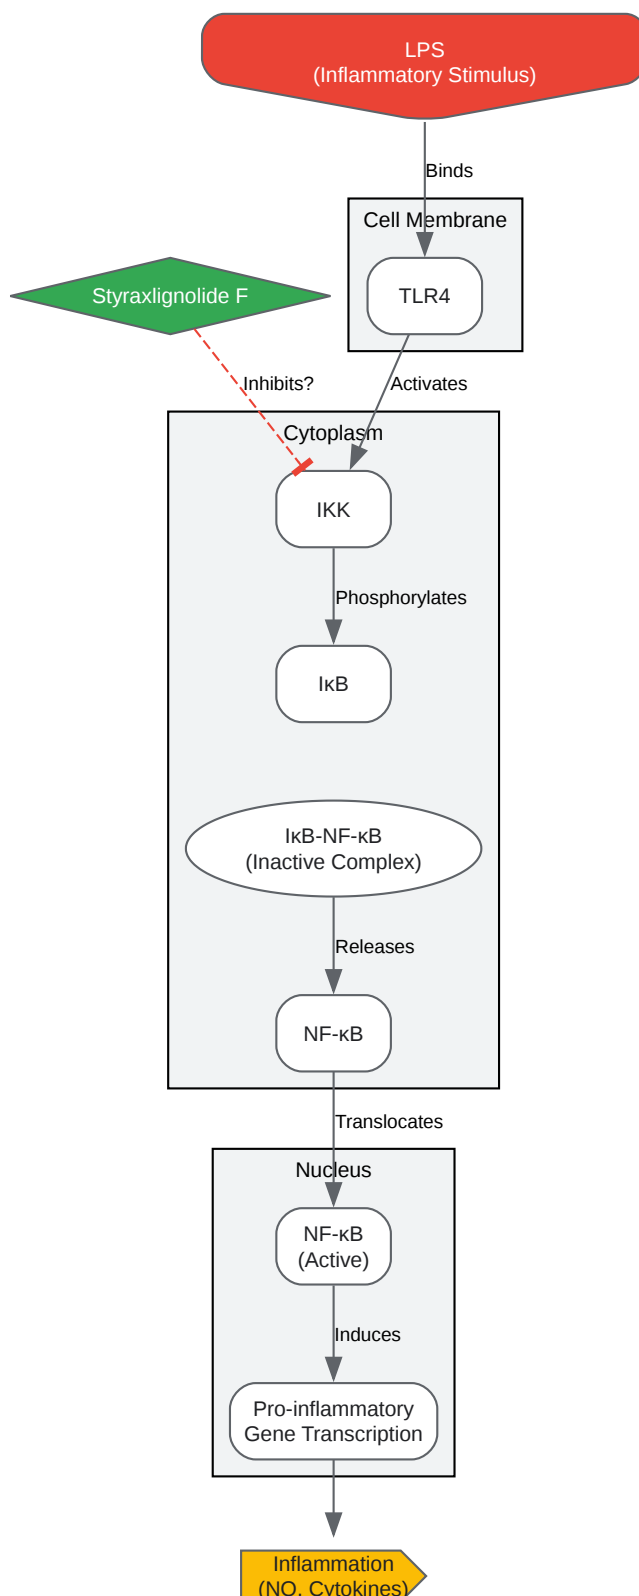 LPS
(Inflammatory Stimulus)
Binds
Cell Membrane
TLR4
Styraxlignolide F
Inhibits?
Activates
Cytoplasm
IKK
Phosphorylates
IκB
IκB-NF-κB
(Inactive Complex)
Releases
NF-κB
Translocates
Nucleus
NF-κB
(Active)
Induces
Pro-inflammatory
Gene Transcription
Inflammation
(NO, Cytokines)